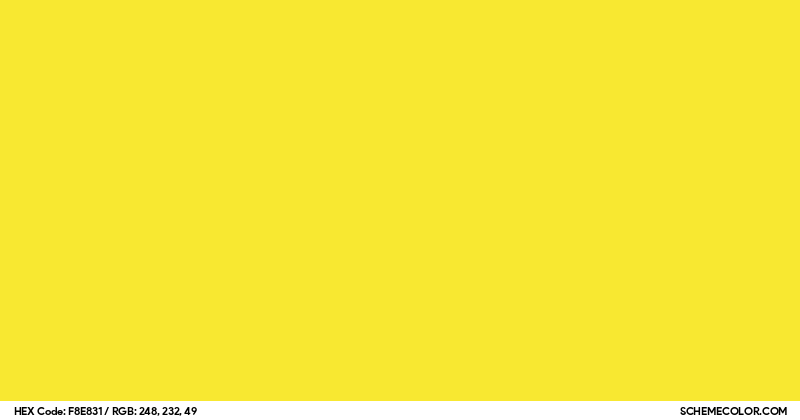 HEX Code: F8E831 / RGB: 248, 232, 49
SCHEMECOLOR.COM